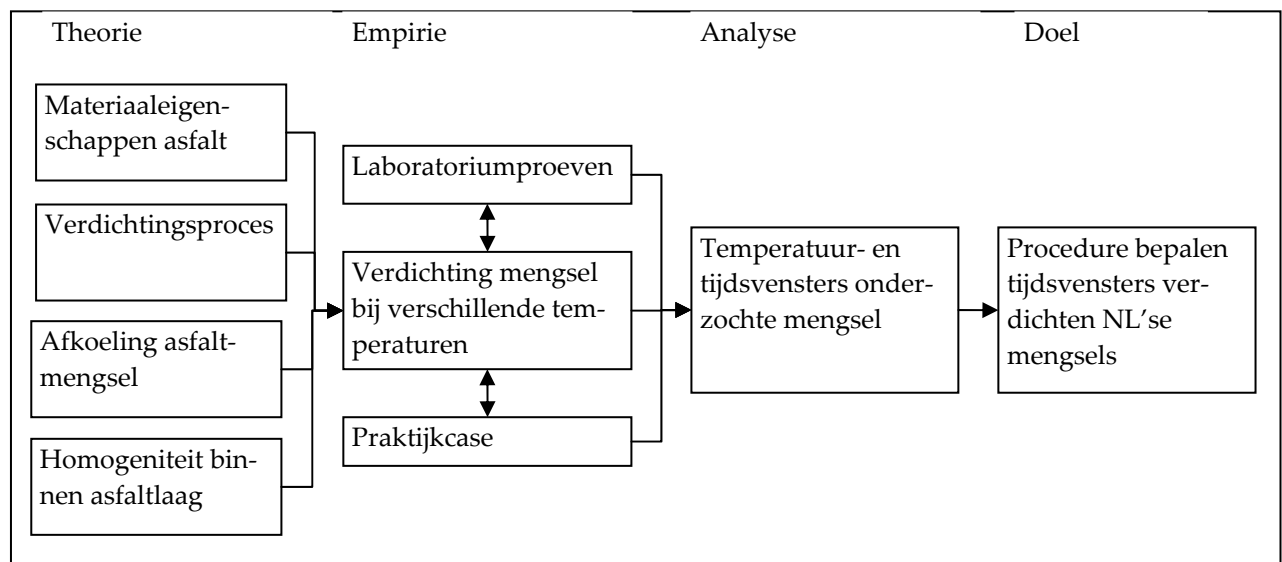 Theorie
Empirie
Analyse
Doel
Materiaaleigen-
schappen asfalt
Verdichtingsproces
Afkoeling asfalt-
mengsel
Homogeniteit bin-
nen asfaltlaag
Laboratoriumproeven
Verdichting mengsel
bij verschillende tem-
peraturen
Praktijkcase
Temperatuur- en
tijdsvensters onder-
zochte mengsel
Procedure bepalen
tijdsvensters ver-
dichten NL’se
mengsels